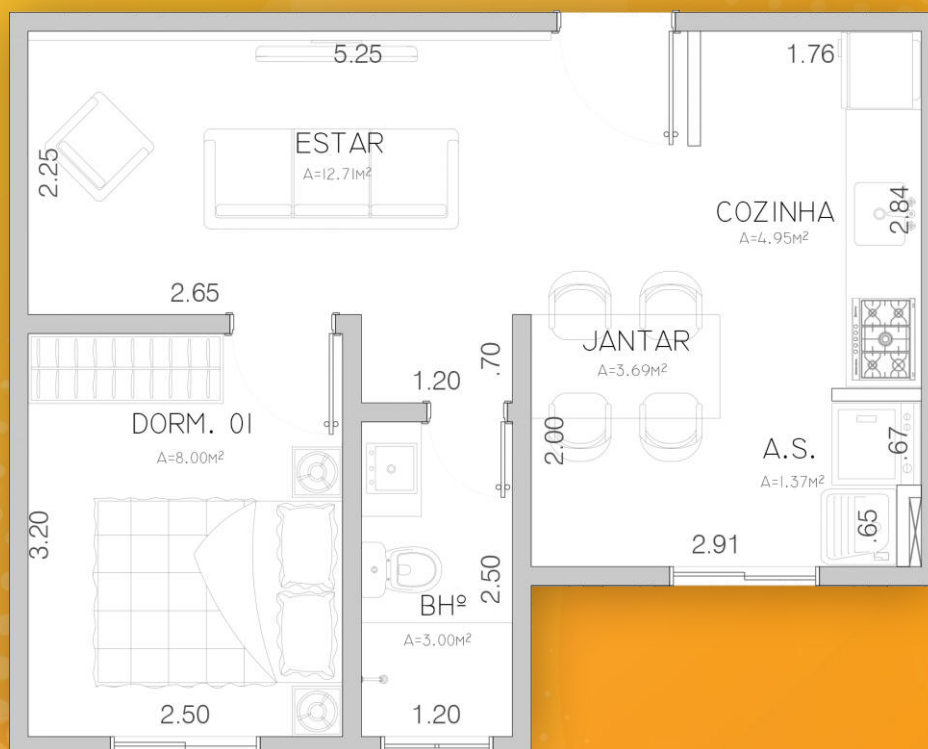 5.25
1.76
ESTAR
A=12.71M²
2.25
COZINHA
A=4.95M²
2.84
2.65
JANTAR
A=3.69M²
.70
1.20
DORM. 01
A=8.00M²
2.00
A.S.
A=1.37M²
.67
3.20
.65
2.91
2.50
BHº
A=3.00M²
2.50
1.20